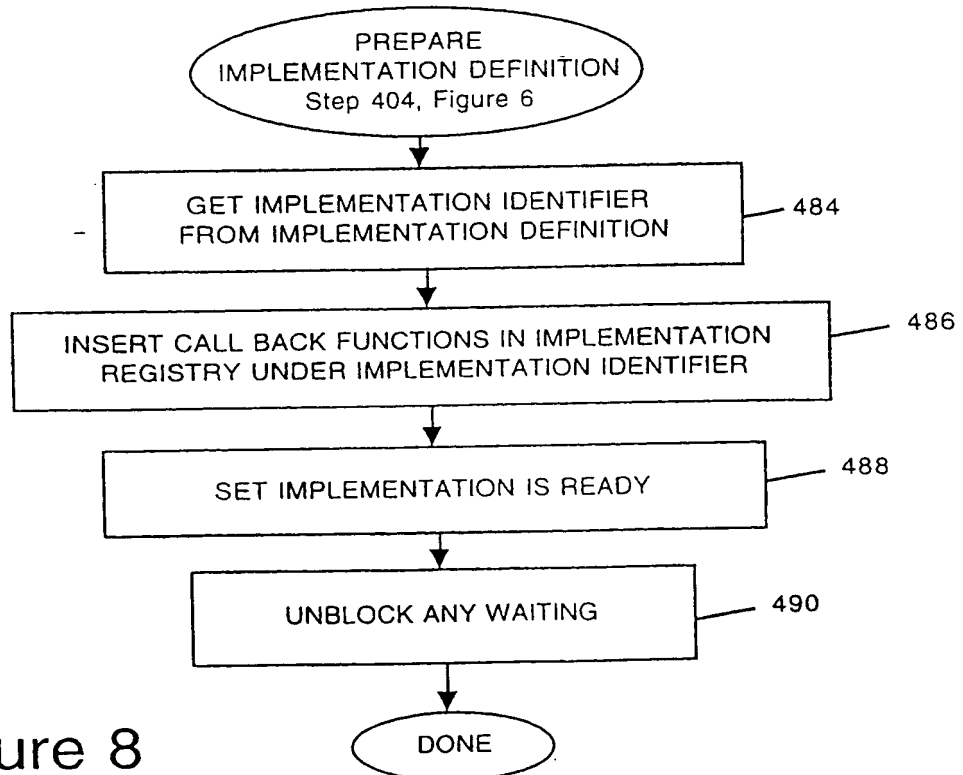 PREPARE
IMPLEMENTATION DEFINITION
Step 404, Figure 6
GET IMPLEMENTATION IDENTIFIER
FROM IMPLEMENTATION DEFINITION
484
INSERT CALL BACK FUNCTIONS IN IMPLEMENTATION
REGISTRY UNDER IMPLEMENTATION IDENTIFIER
486
SET IMPLEMENTATION IS READY
488
UNBLOCK ANY WAITING
490
DONE
ure 8